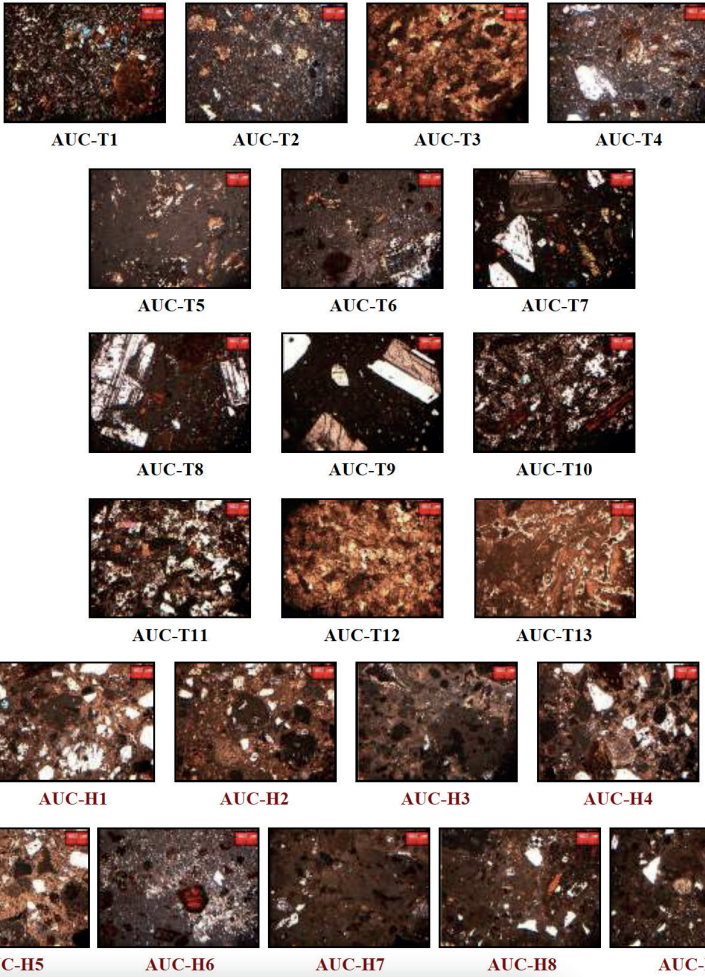 AUC-T1 AUC-T2 AUC-T3 AUC-T4
AUC-T5 AUC-T6 AUC-T7
AUC-T8 AUC-T9 AUC-T10
AUC-T11 AUC-T12 AUC-T13
AUC-H1 AUC-H2 AUC-H3 AUC-H4
C-H5 AUC-H6 AUC-H7 AUC-H8 AUC-